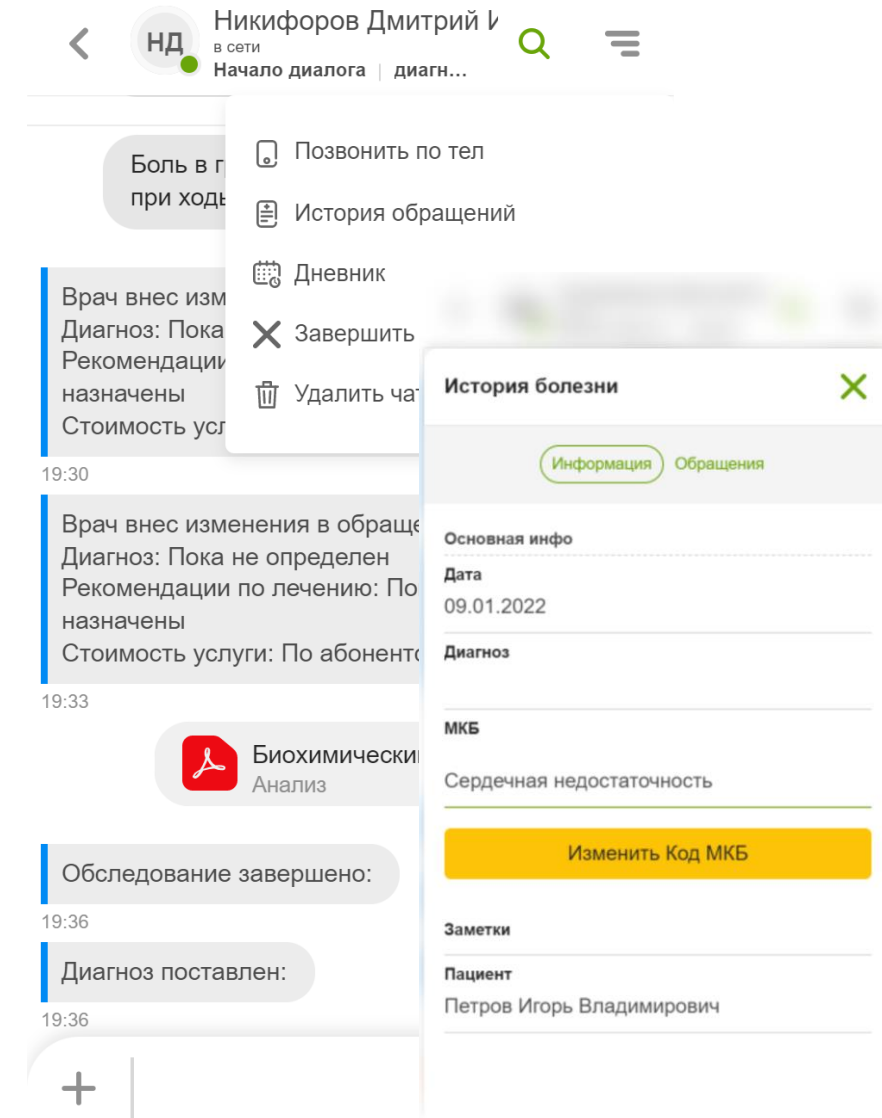 Никифоров Дмитрий И
НД
в сети
Начало диалога | диагн...
Позвонить по тел
История обращений
Дневник
Завершить
Удалить чат
Боль в г
при ходь
Врач внес изм
Диагноз: Пока
Рекомендации
назначены
Стоимость усл
19:30
Врач внес изменения в обраще
Диагноз: Пока не определен
Рекомендации по лечению: По
назначены
Стоимость услуги: По абоненто
19:33
Биохимически
Анализ
Обследование завершено:
19:36
Диагноз поставлен:
19:36
История болезни
Информация Обращения
Основная инфо
Дата
09.01.2022
Диагноз
МКБ
Сердечная недостаточность
Изменить Код МКБ
Заметки
Пациент
Петров Игорь Владимирович